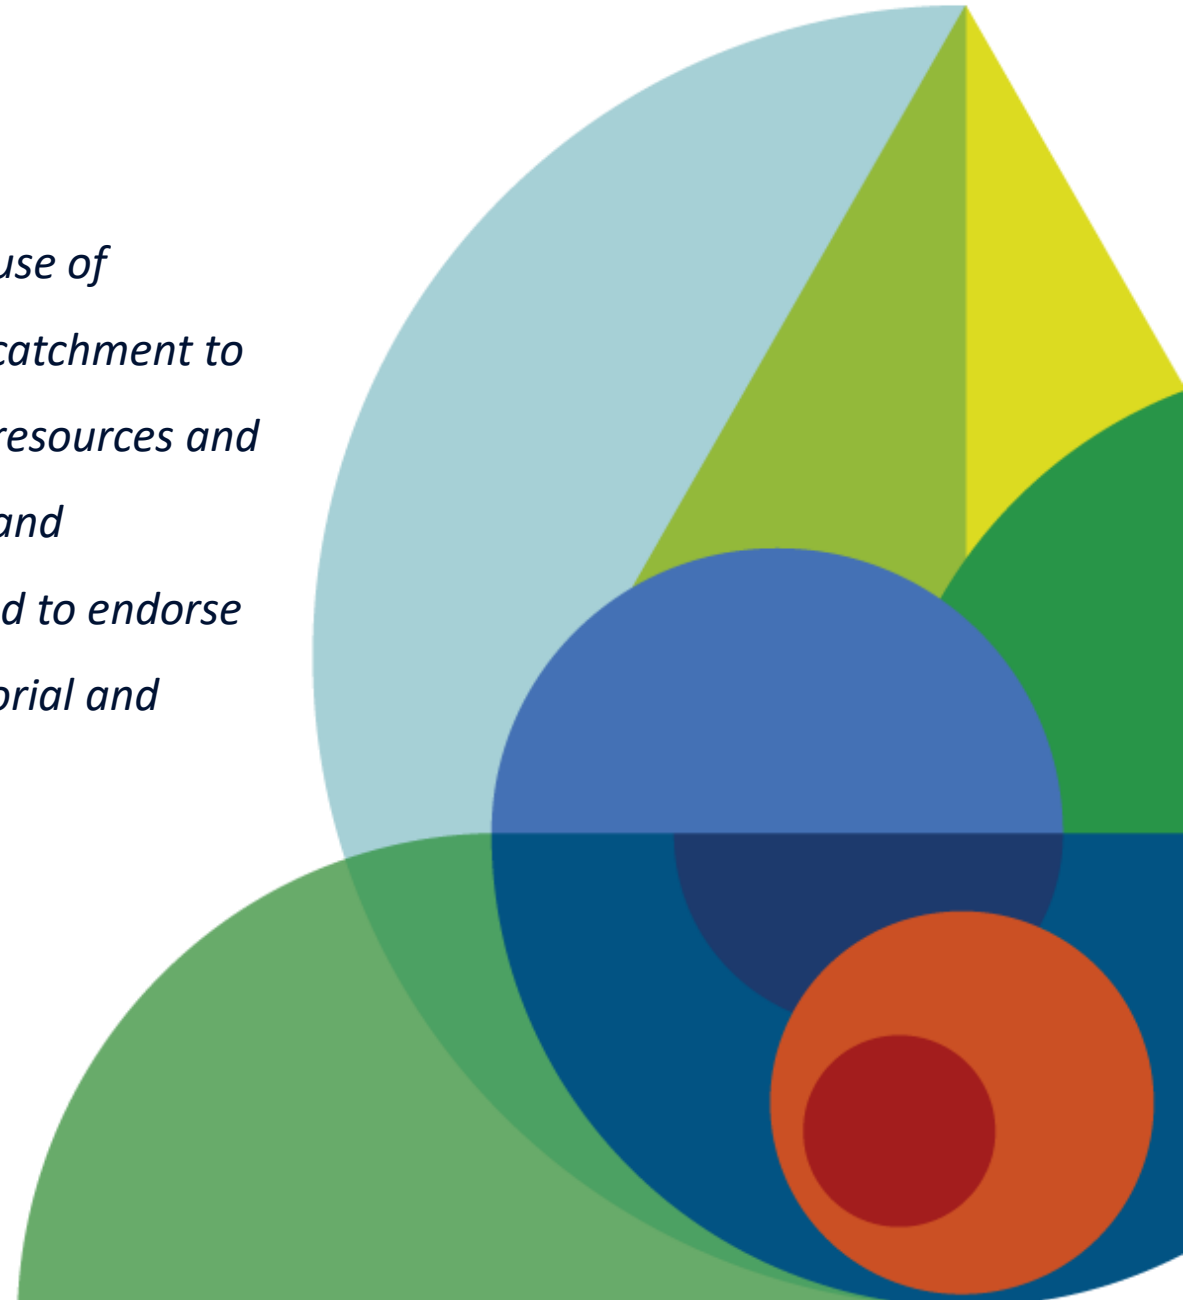 use of
catchment to
resources and
and
d to endorse
orial and